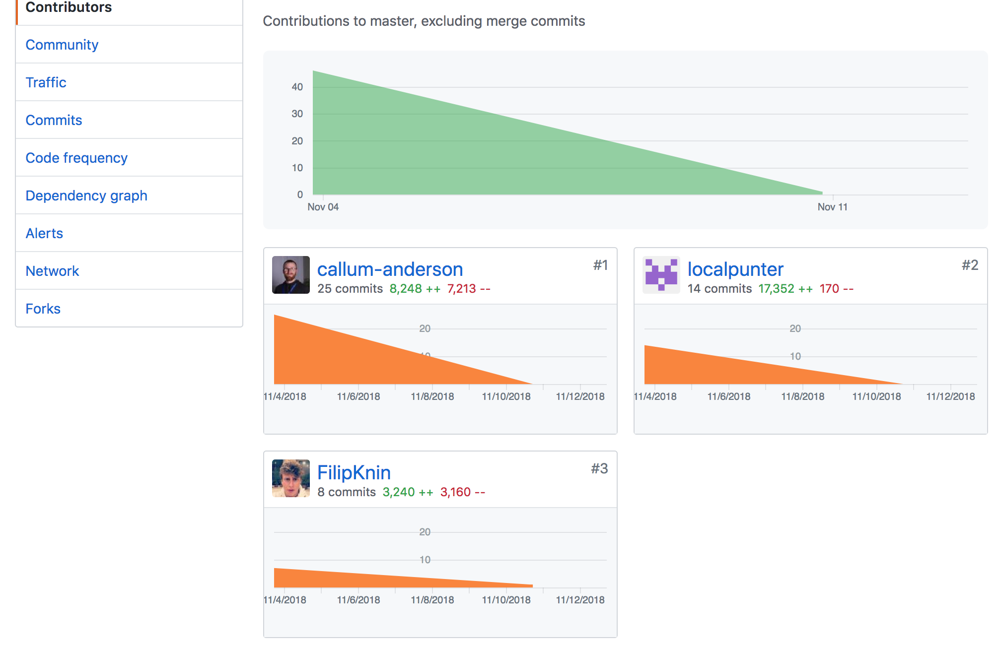 Contributors
Community
Traffic
Commits
Code frequency
Dependency graph
Alerts
Network
Forks
Contributions to master, excluding merge commits
40
30
20
10
0
Nov 04
Nov 11
callum-anderson
#1
25 commits 8,248 ++ 7,213 --
20
10
11/4/2018 11/6/2018 11/8/2018 11/10/2018 11/12/2018
localpunter
#2
14 commits 17,352 ++ 170 --
20
10
11/4/2018 11/6/2018 11/8/2018 11/10/2018 11/12/2018
FilipKnin
#3
8 commits 3,240 ++ 3,160 --
20
10
11/4/2018 11/6/2018 11/8/2018 11/10/2018 11/12/2018